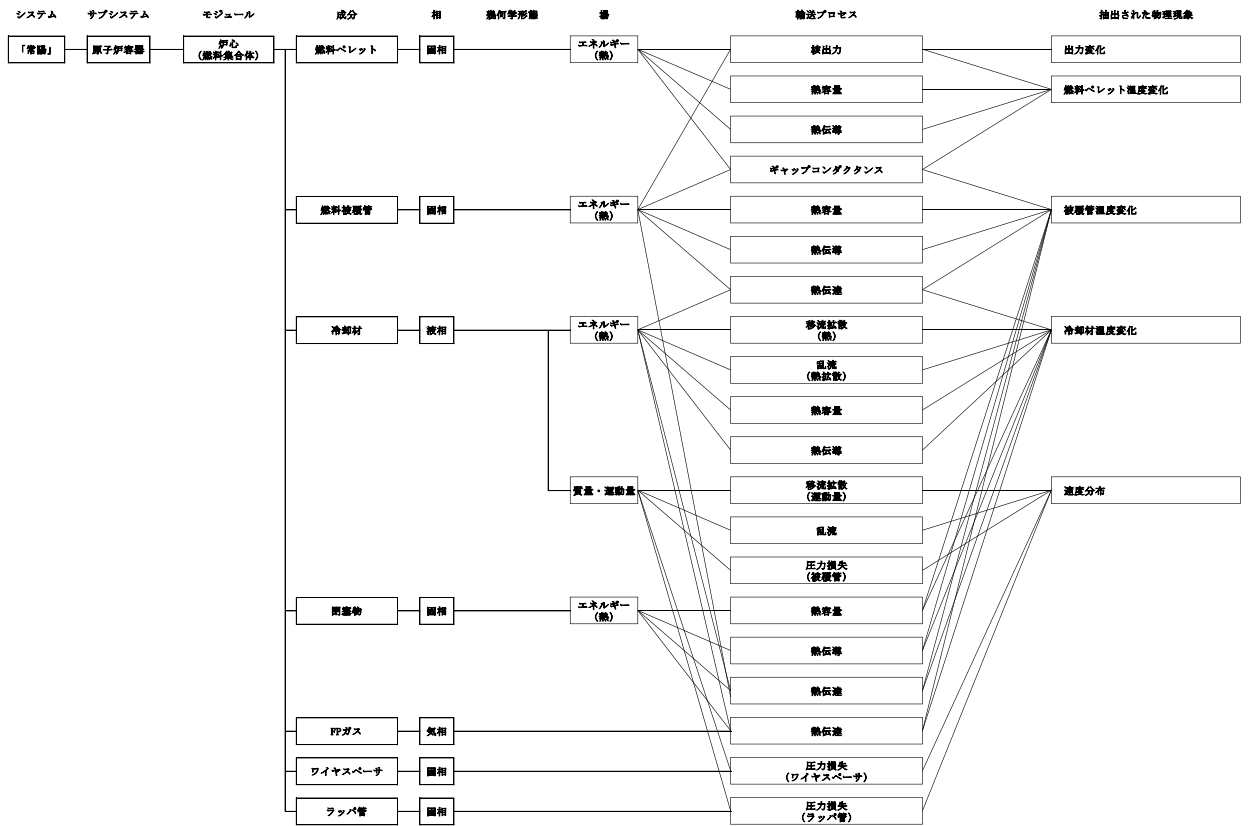 システム サブシステム モジュール 成分 相 幾何学形態 場 輸送プロセス 抽出された物理現象
「常陽」 原子炉容器 炉心
(燃料集合体) 燃料ペレット 固相 エネルギー
(熱) 核出力 出力変化
熱容量 燃料ペレット温度変化
熱伝導
ギャップコンダクタンス
燃料被覆管 固相 エネルギー
(熱) 熱容量 被覆管温度変化
熱伝導
熱伝達
冷却材 液相 エネルギー
(熱) 移流拡散
(熱) 冷却材温度変化
乱流
(熱拡散)
熱容量
熱伝導
質量・運動量 移流拡散
(運動量) 速度分布
乱流
圧力損失
(被覆管)
閉塞物 固相 エネルギー
(熱) 熱容量
熱伝導
熱伝達
FPガス 気相 熱伝達
ワイヤスペーサ 固相 圧力損失
(ワイヤスペーサ)
ラッパ管 固相 圧力損失
(ラッパ管)